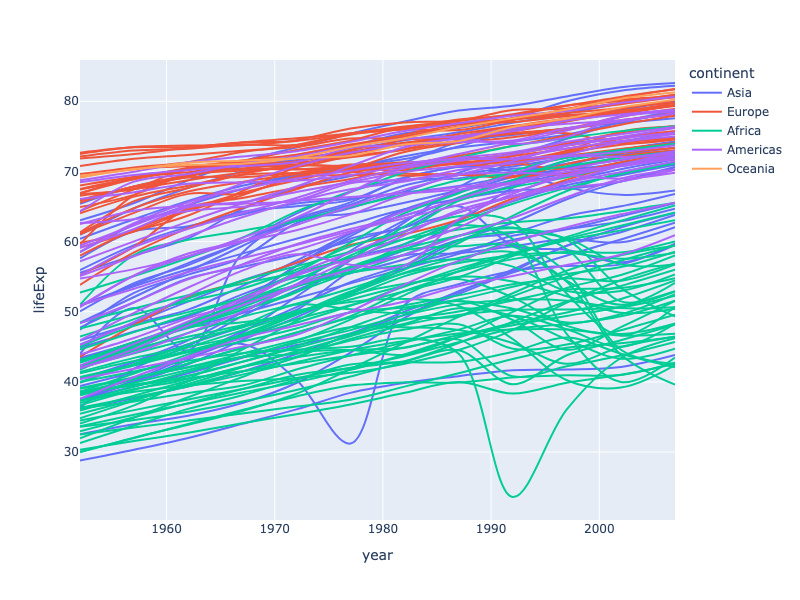 continent
Asia
Europe
Africa
Americas
Oceania
lifeExp
80
70
60
50
40
30
1960
1970
1980
1990
2000
year